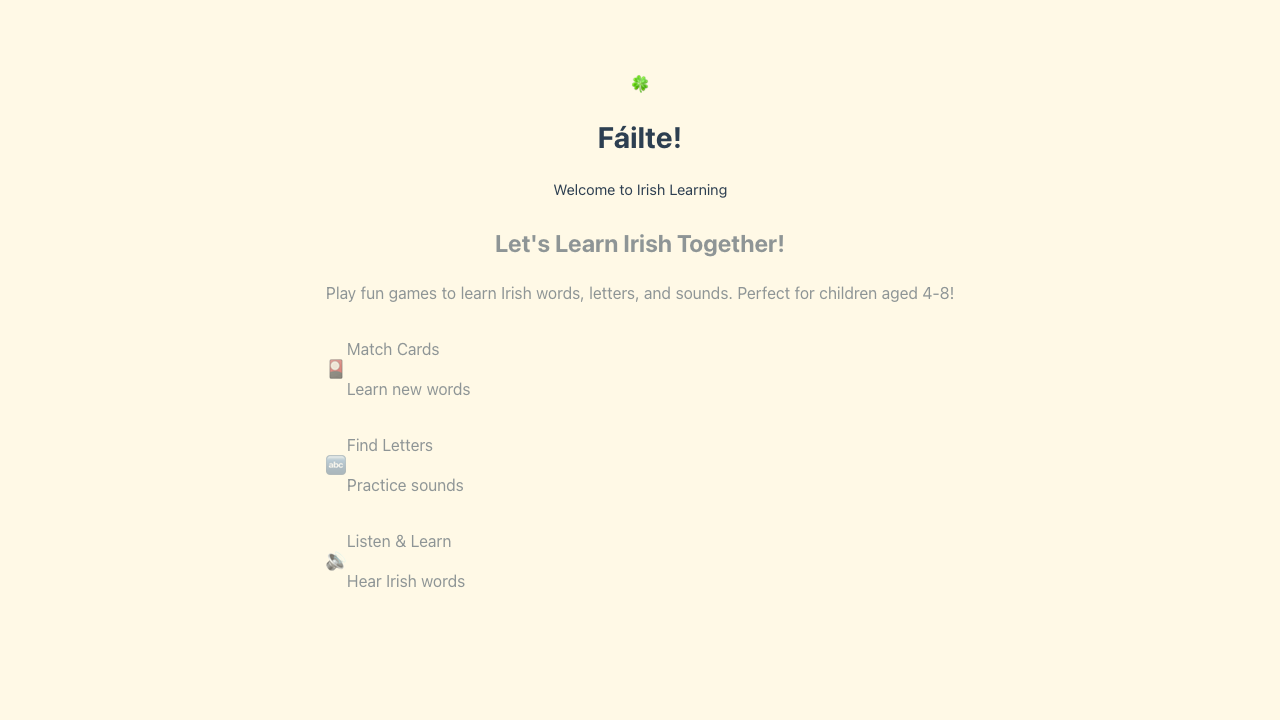 Fáilte!
Welcome to Irish Learning
Let's Learn Irish Together!
Play fun games to learn Irish words, letters, and sounds. Perfect for children aged 4-8!
Match Cards
Learn new words
abc
Find Letters
Practice sounds
Listen & Learn
Hear Irish words